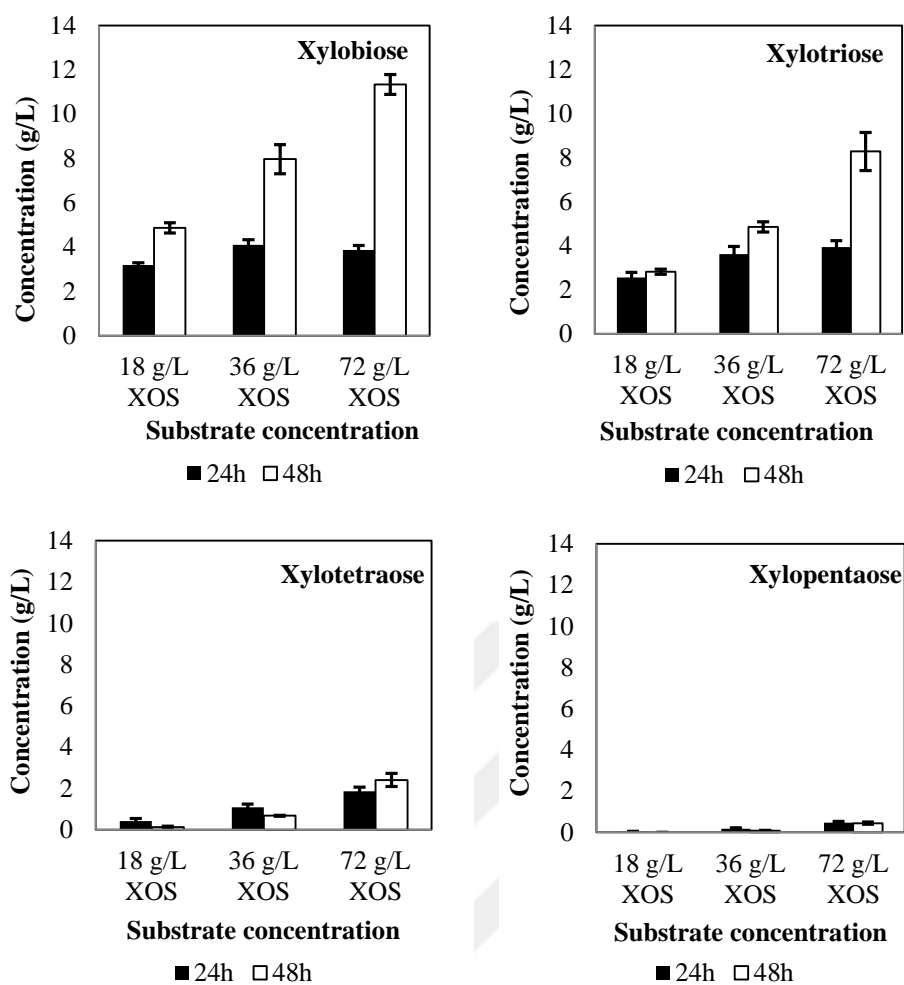 Xylobiose
Concentration (g/L)
14
12
10
8
6
4
2
0
18 g/L XOS
36 g/L XOS
72 g/L XOS
Substrate concentration
24h
48h
Xylotriose
Concentration (g/L)
14
12
10
8
6
4
2
0
18 g/L XOS
36 g/L XOS
72 g/L XOS
Substrate concentration
24h
48h
Xylotetraose
Concentration (g/L)
14
12
10
8
6
4
2
0
18 g/L XOS
36 g/L XOS
72 g/L XOS
Substrate concentration
24h
48h
Xylopentaose
Concentration (g/L)
14
12
10
8
6
4
2
0
18 g/L XOS
36 g/L XOS
72 g/L XOS
Substrate concentration
24h
48h